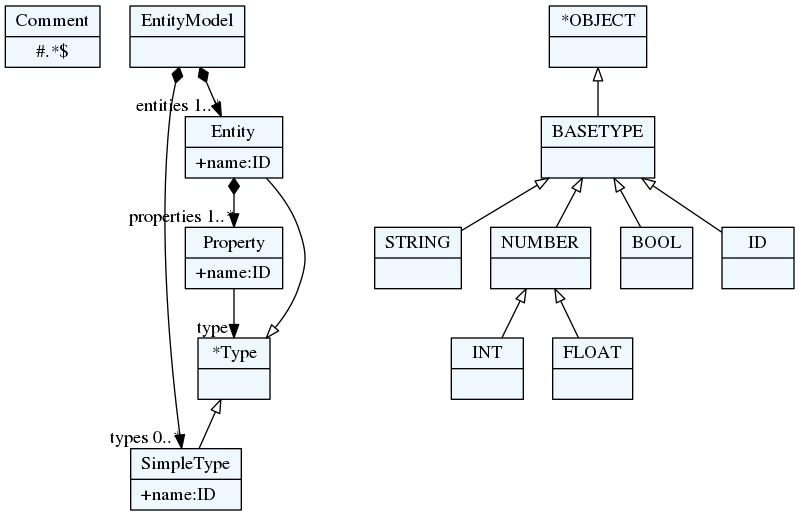 Comment
#.*$
EntityModel
*OBJECT
entities 1..*
Entity
+name:ID
BASETYPE
properties 1..*
Property
+name:ID
STRING
NUMBER
BOOL
ID
type
*Type
INT
FLOAT
types 0..*
SimpleType
+name:ID